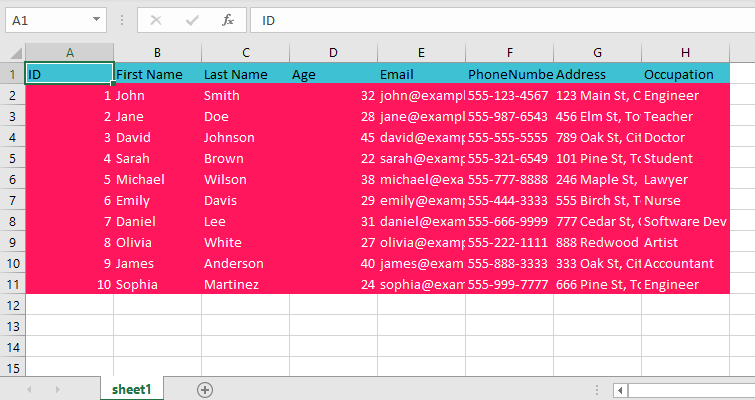 A1 fx ID
A B C D E F G H
1 ID First Name Last Name Age Email PhoneNumbe Address Occupation
2 1 John Smith 32 john@exampl 555-123-4567 123 Main St, C Engineer
3 2 Jane Doe 28 jane@examp 555-987-6543 456 Elm St, To Teacher
4 3 David Johnson 45 david@examp 555-555-5555 789 Oak St, Cit Doctor
5 4 Sarah Brown 22 sarah@exam 555-321-6549 101 Pine St, To Student
6 5 Michael Wilson 38 michael@exa 555-777-8888 246 Maple St, Lawyer
7 6 Emily Davis 29 emily@examp 555-444-3333 555 Birch St, T Nurse
8 7 Daniel Lee 31 daniel@exam 555-666-9999 777 Cedar St, C Software Dev
9 8 Olivia White 27 olivia@examp 555-222-1111 888 Redwood Artist
10 9 James Anderson 40 james@exam 555-888-3333 333 Oak St, Cit Accountant
11 10 Sophia Martinez 24 sophia@exam 555-999-7777 666 Pine St, To Engineer
12
13
14
15
sheet1